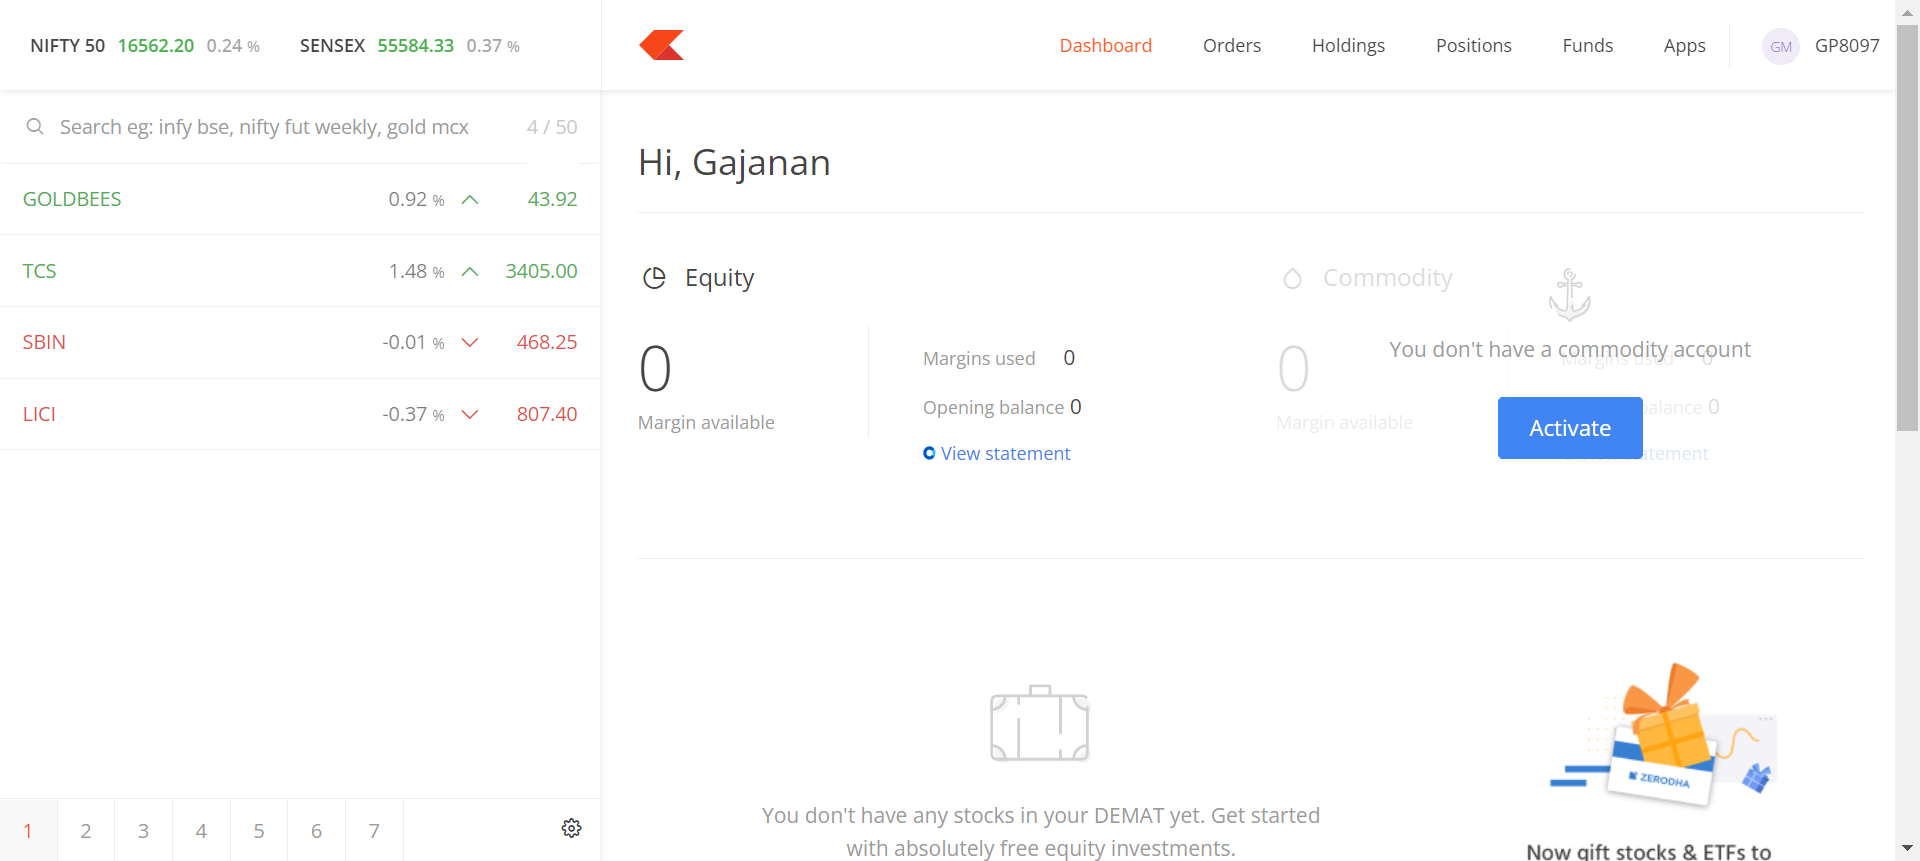 NIFTY 50 16562.20 0.24 % SENSEX 55584.33 0.37 %
Dashboard Orders Holdings Positions Funds Apps GM GP8097
Search eg: infy bse, nifty fut weekly, gold mcx 4 / 50
GOLDBEES 0.92 % 43.92
TCS 1.48 % 3405.00
SBIN -0.01 % 468.25
LICI -0.37 % 807.40
1 2 3 4 5 6 7
Hi, Gajanan
Equity
0
Margin available
Margins used 0
Opening balance 0
View statement
Commodity
0
Margin available
You don't have a commodity account
Margins used 0
balance 0
Activate
tement
You don't have any stocks in your DEMAT yet. Get started
with absolutely free equity investments.
ZERODHA
Now gift stocks & ETFs to